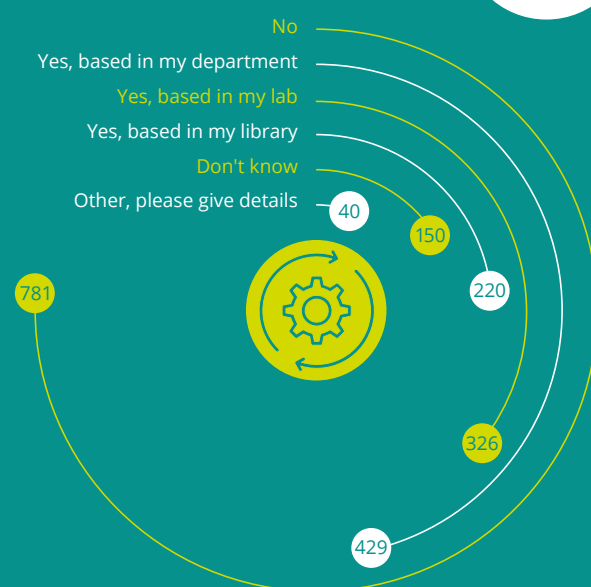 No
Yes, based in my department
Yes, based in my lab
Yes, based in my library
Don't know
Other, please give details
40
150
220
781
326
429